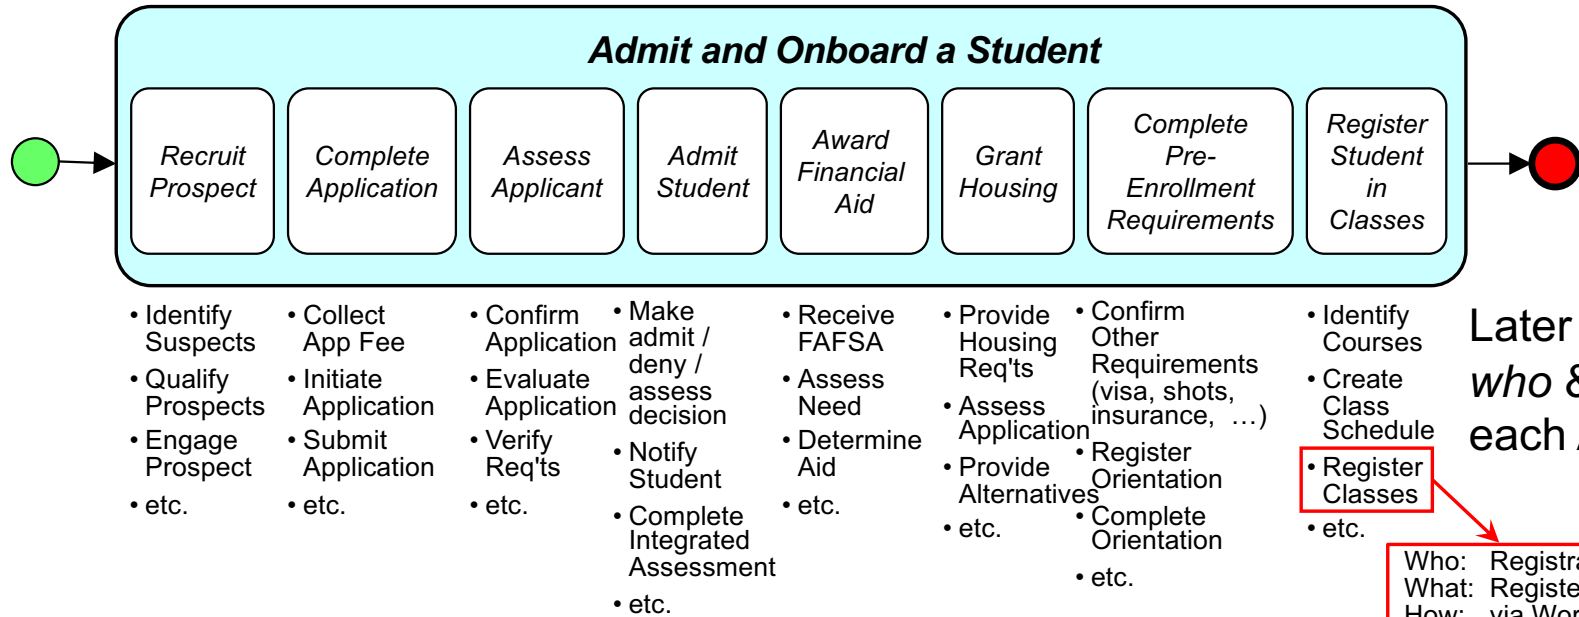 Admit and Onboard a Student
Recruit
Prospect
Complete
Application
Assess
Applicant
Admit
Student
Award
Financial
Aid
Grant
Housing
Complete
Pre-
Enrollment
Requirements
Register
Student
in
Classes
• Identify
Suspects
• Qualify
Prospects
• Engage
Prospect
• etc.
• Collect
App Fee
• Initiate
Application
• Submit
Application
• etc.
• Confirm
Application
• Evaluate
Application
• Verify
Req'ts
• etc.
• Make
admit /
deny /
assess
decision
• Notify
Student
• Complete
Integrated
Assessment
• etc.
• Receive
FAFSA
• Assess
Need
• Determine
Aid
• etc.
• Provide
Housing
Req'ts
• Assess
Application
• Provide
Alternatives
• etc.
• Confirm
Other
Requirements
(visa, shots,
insurance, …)
• Register
Orientation
• Complete
Orientation
• etc.
• Identify
Courses
• Create
Class
Schedule
• Register
Classes
• etc.
Later
who &
each
Who:
What:
How: via